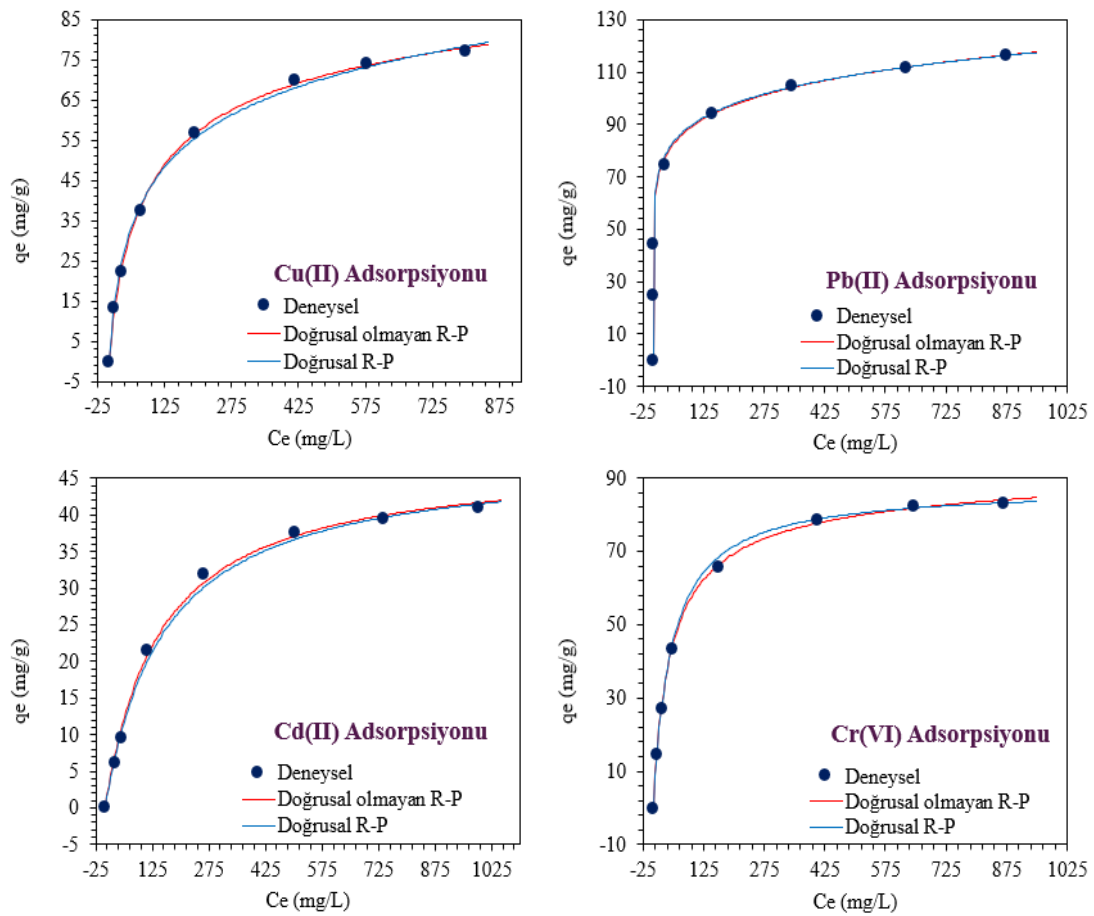 85
75
65
55
45
35
25
15
5
-5
qe (mg/g)
Cu(II) Adsorpsiyonu
Deneysel
Doğrusal olmayan R-P
Doğrusal R-P
-25 125 275 425 575 725 875
Ce (mg/L)
130
110
90
70
50
30
10
-10
qe (mg/g)
Pb(II) Adsorpsiyonu
Deneysel
Doğrusal olmayan R-P
Doğrusal R-P
-25 125 275 425 575 725 875 1025
Ce (mg/L)
45
40
35
30
25
20
15
10
5
0
-5
qe (mg/g)
Cd(II) Adsorpsiyonu
Deneysel
Doğrusal olmayan R-P
Doğrusal R-P
-25 125 275 425 575 725 875 1025
Ce (mg/L)
90
70
50
30
10
-10
qe (mg/g)
Cr(VI) Adsorpsiyonu
Deneysel
Doğrusal olmayan R-P
Doğrusal R-P
-25 125 275 425 575 725 875 1025
Ce (mg/L)